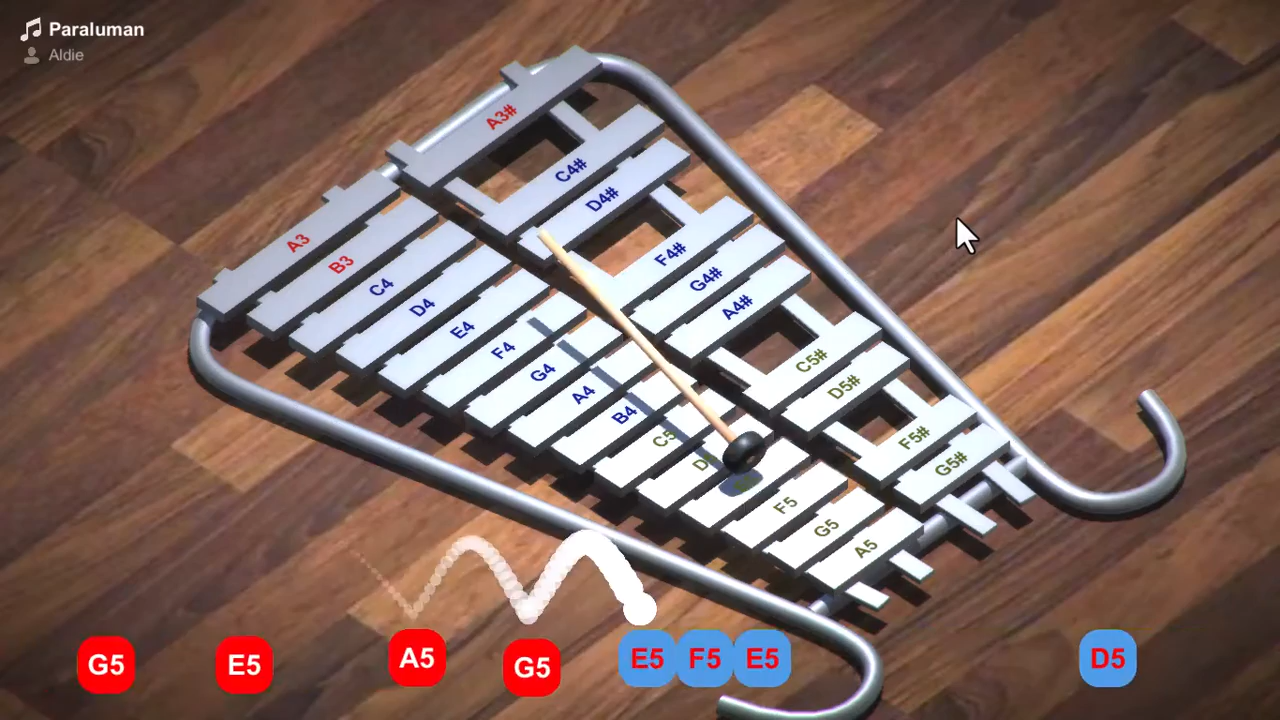 Paraluman
Aldie
A3#
C4#
D4#
F4#
G4#
A4#
C5#
D5#
F5#
G5#
A3
B3
C4
D4
E4
F4
G4
A4
B4
C5
F5
G5
A5
G5 E5 A5 G5 E5 F5 E5 D5